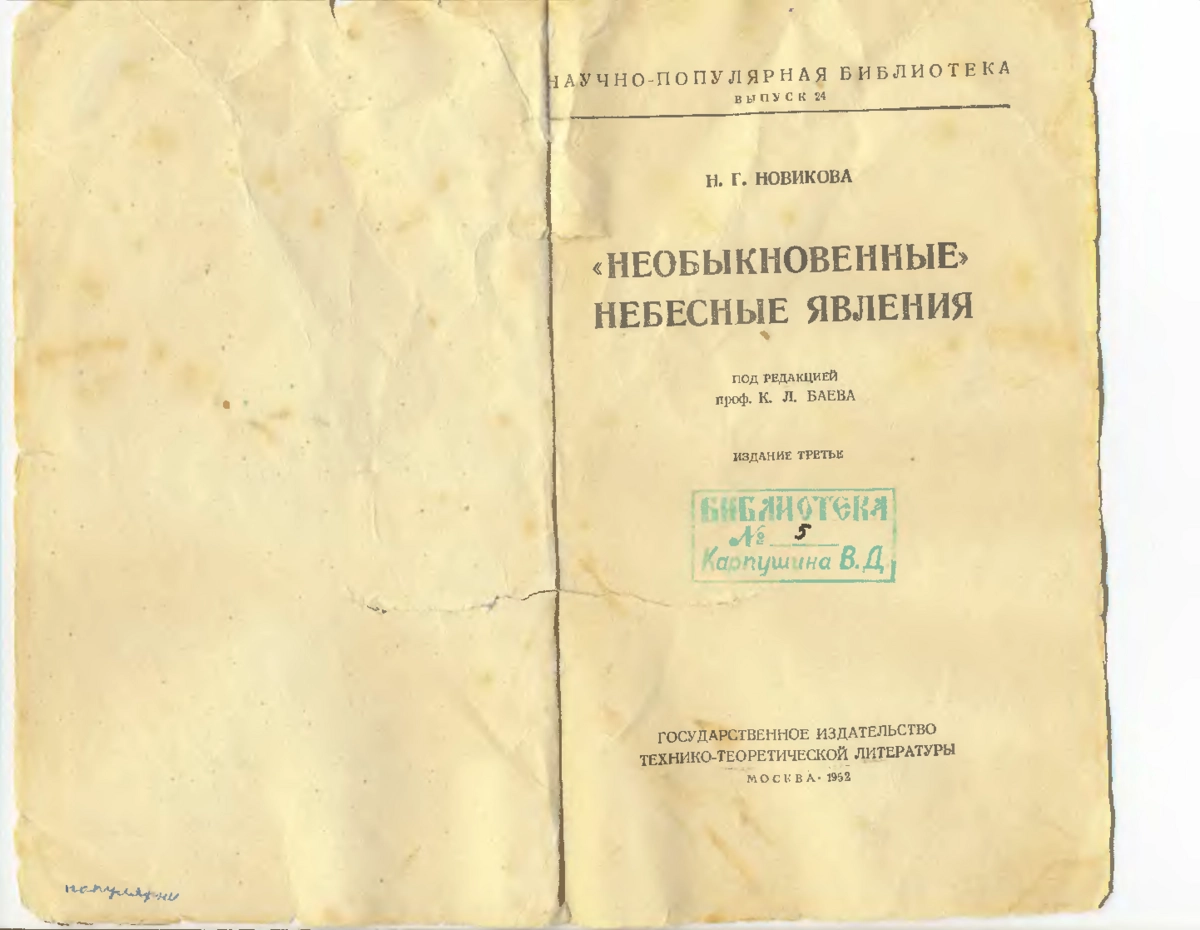 НАУЧНО-ПОПУЛЯРНАЯ БИБЛИОТЕКА
ВЫПУСК 24
Н. Г. НОВИКОВА
«НЕОБЫКНОВЕННЫЕ»
НЕБЕСНЫЕ ЯВЛЕНИЯ
ПОД РЕДАКЦИЕЙ
проф. К. Л. БАЕВА
ИЗДАНИЕ ТРЕТЬЕ
БИБЛИОТЕКА
№ 5
Карпушина В.Д.
ГОСУДАРСТВЕННОЕ ИЗДАТЕЛЬСТВО
ТЕХНИКО-ТЕОРЕТИЧЕСКОЙ ЛИТЕРАТУРЫ
МОСКВА · 1952
популярни